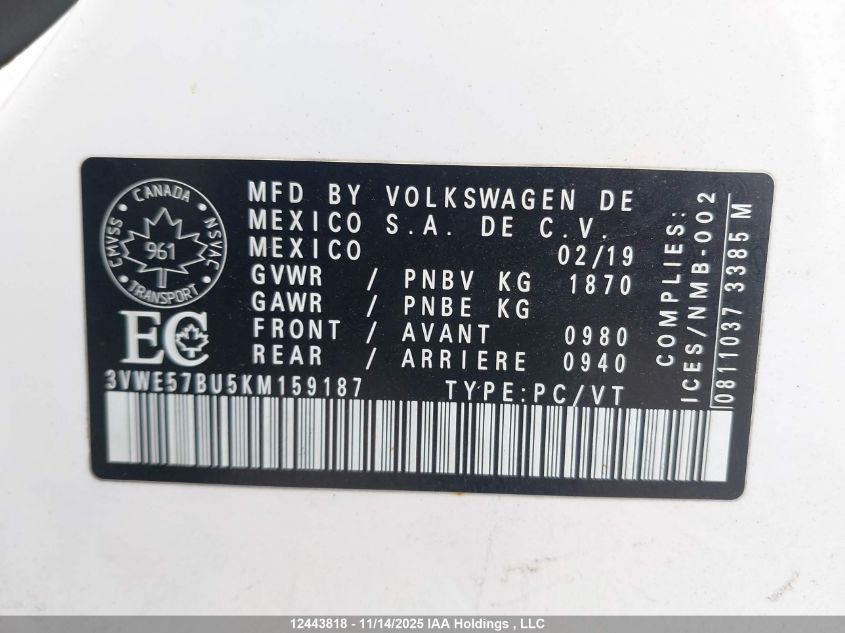 CANADA
CMVSS
NSVAC
961
TRANSPORT
EC
MFD BY VOLKSWAGEN DE
MEXICO S.A. DE C.V.
MEXICO 02/19
GVWR / PNBV KG 1870
GAWR / PNBE KG
FRONT / AVANT 0980
REAR / ARRIERE 0940
3VWE57BU5KM159187 TYPE:PC/VT
COMPLIES:
ICES/NMB-002
0811037 3385 M
12443818 - 11/14/2025 IAA Holdings , LLC